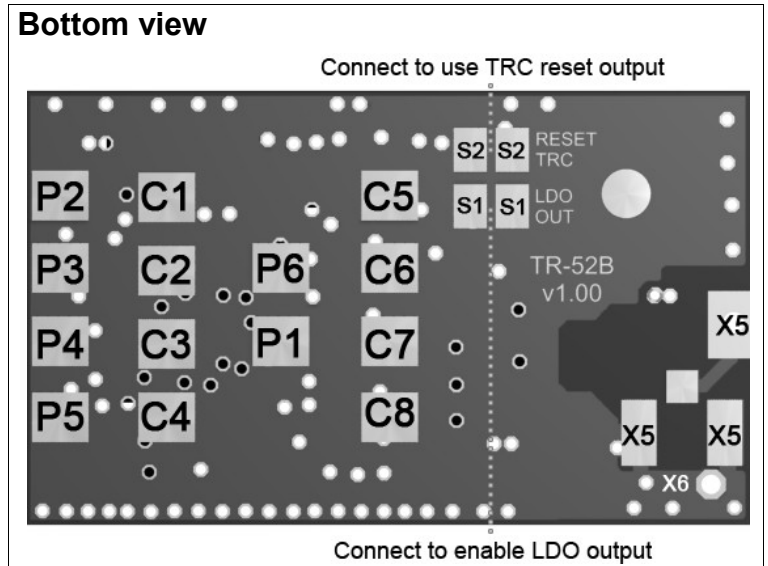 Bottom view
Connect to use TRC reset output
S2 S2 RESET TRC
P2 C1 C5 S1 S1 LDO OUT
P3 C2 P6 C6 TR-52B
v1.00
X5
P4 C3 P1 C7
P5 C4 C8 X5 X5
X6
Connect to enable LDO output